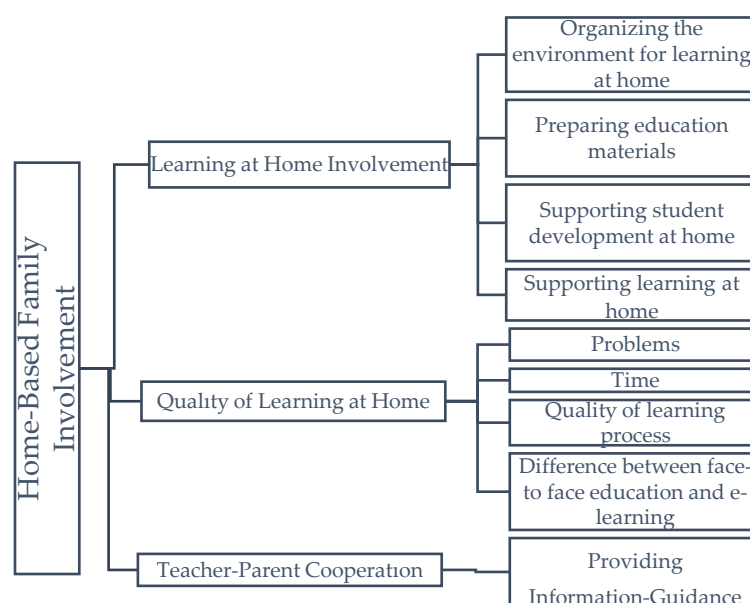 Home-Based Family
Involvement
Learning at Home Involvement
Organizing the
environment for learning
at home
Preparing education
materials
Supporting student
development at home
Supporting learning at
home
Quality of Learning at Home
Problems
Time
Quality of learning
process
Difference between face-
to face education and e-
learning
Teacher-Parent Cooperation
Providing
Information-Guidance